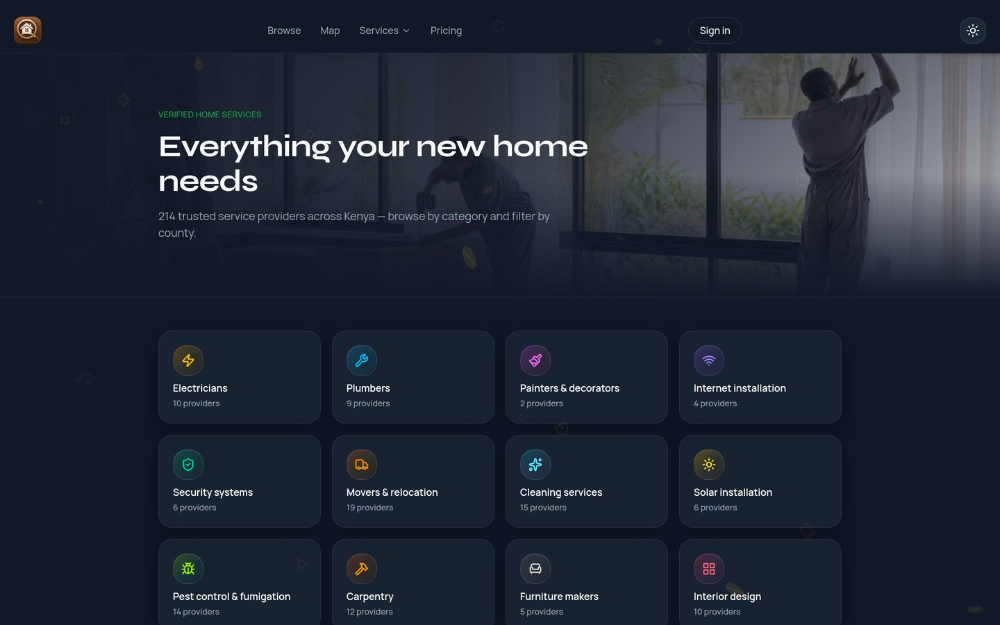 Browse
Map
Services
Pricing
Sign in
VERIFIED HOME SERVICES
Everything your new home
needs
214 trusted service providers across Kenya — browse by category and filter by
county.
Electricians
10 providers
Plumbers
9 providers
Painters & decorators
2 providers
Internet installation
4 providers
Security systems
6 providers
Movers & relocation
19 providers
Cleaning services
15 providers
Solar installation
6 providers
Pest control & fumigation
14 providers
Carpentry
12 providers
Furniture makers
5 providers
Interior design
10 providers